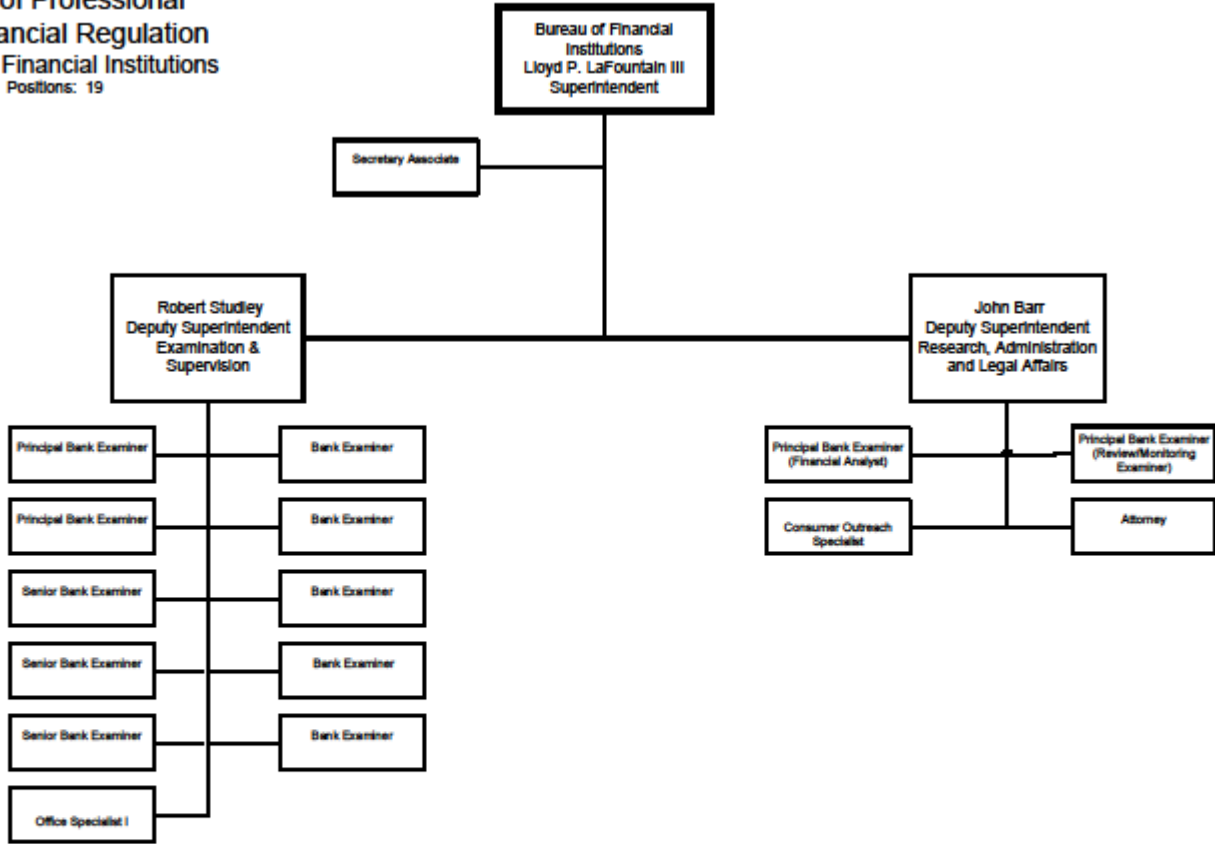 of Professional
ancial Regulation
Financial Institutions
Positions: 19
Bureau of Financial
Institutions
Lloyd P. LaFountain III
Superintendent
Secretary Associate
Robert Studley
Deputy Superintendent
Examination &
Supervision
John Barr
Deputy Superintendent
Research, Administration
and Legal Affairs
Principal Bank Examiner
Bank Examiner
Principal Bank Examiner
(Financial Analyst)
Principal Bank Examiner
(Review/Monitoring
Examiner)
Principal Bank Examiner
Bank Examiner
Consumer Outreach
Specialist
Attorney
Senior Bank Examiner
Bank Examiner
Senior Bank Examiner
Bank Examiner
Senior Bank Examiner
Bank Examiner
Office Specialist I